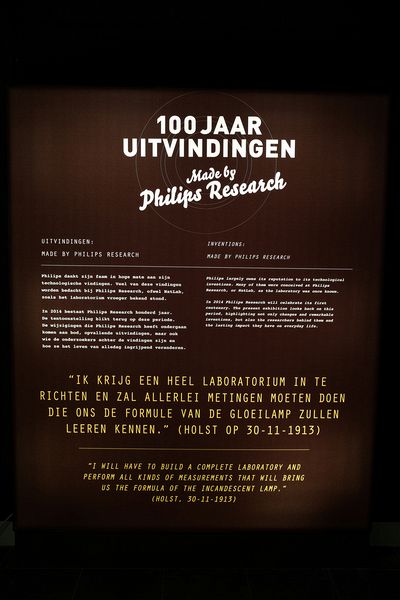 100 JAAR
UITVINDINGEN
Made by
Philips Research
UITVINDINGEN:
MADE BY PHILIPS RESEARCH
Philips dankt zijn faam in hoge mate aan zijn
technologische vindingen. Veel van deze vindingen
werden bedacht bij Philips Research, ofwel NatLab,
zoals het laboratorium vroeger bekend stond.
In 2014 bestaat Philips Research honderd jaar.
De tentoonstelling blikt terug op deze periode.
De wijzigingen die Philips Research heeft ondergaan
komen aan bod, opvallende uitvindingen, maar ook
wie de onderzoekers achter de vindingen zijn en
hoe ze het leven van alledag ingrijpend veranderen.
INVENTIONS:
MADE BY PHILIPS RESEARCH
Philips largely owes its reputation to its technological
inventions. Many of them were conceived at Philips
Research, or NatLab, as the laboratory was once known.
In 2014 Philips Research will celebrate its first
centenary. The present exhibition looks back on this
period, highlighting not only changes and remarkable
inventions, but also the researchers behind them and
the lasting impact they have on everyday life.
“IK KRIJG EEN HEEL LABORATORIUM IN TE
RICHTEN EN ZAL ALLERLEI METINGEN MOETEN DOEN
DIE ONS DE FORMULE VAN DE GLOEILAMP ZULLEN
LEEREN KENNEN.” (HOLST OP 30-11-1913)
“I WILL HAVE TO BUILD A COMPLETE LABORATORY AND
PERFORM ALL KINDS OF MEASUREMENTS THAT WILL BRING
US THE FORMULA OF THE INCANDESCENT LAMP.”
(HOLST, 30-11-1913)